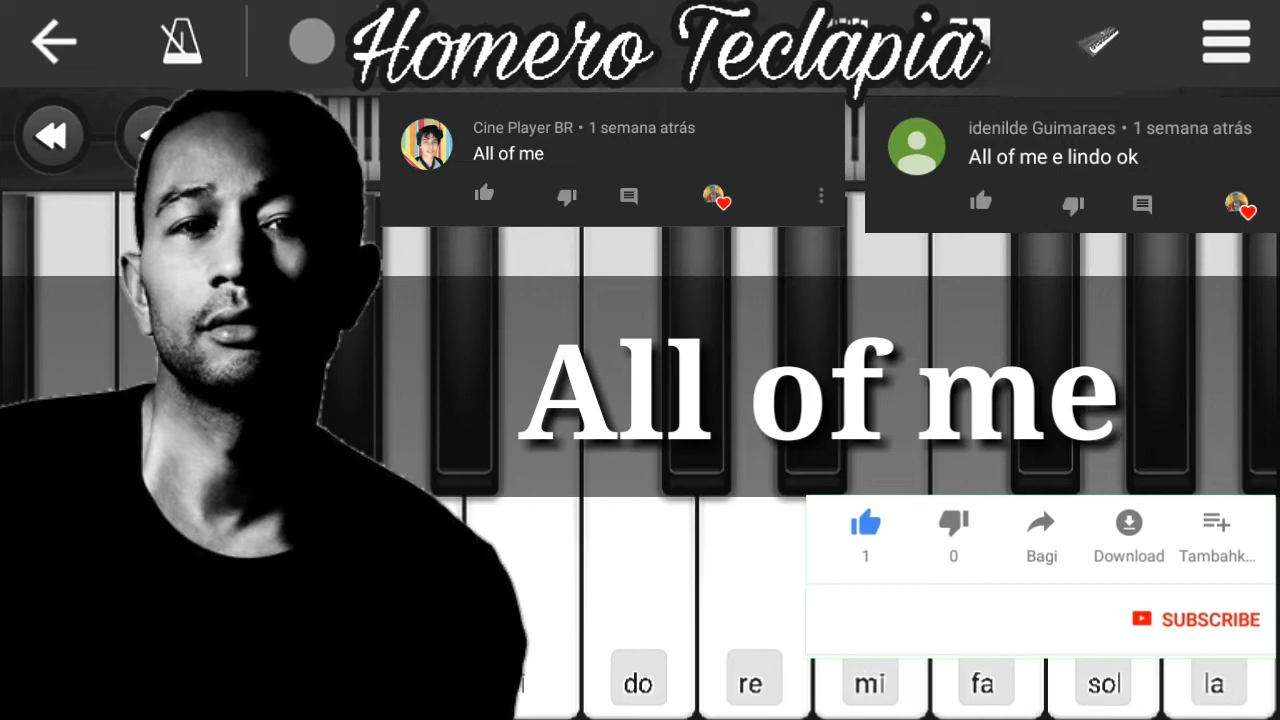 Homero Teclapia
Cine Player BR • 1 semana atrás
All of me
idenilde Guimaraes • 1 semana atrás
All of me e lindo ok
All of me
1
0
Bagi
Download
Tambahk...
SUBSCRIBE
do
re
mi
fa
sol
la